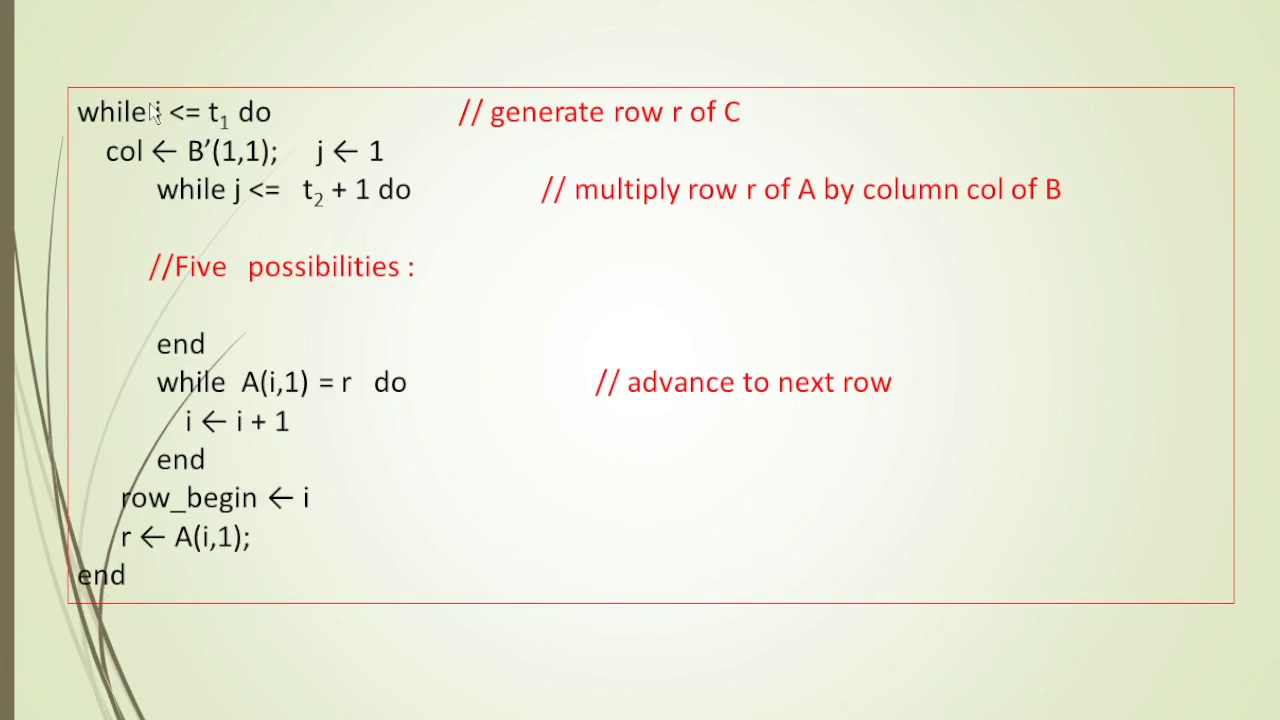 while i <= t₁ do // generate row r of C
col ← B’(1,1); j ← 1
while j <= t₂ + 1 do // multiply row r of A by column col of B
//Five possibilities :
end
while A(i,1) = r do // advance to next row
i ← i + 1
end
row_begin ← i
r ← A(i,1);
end